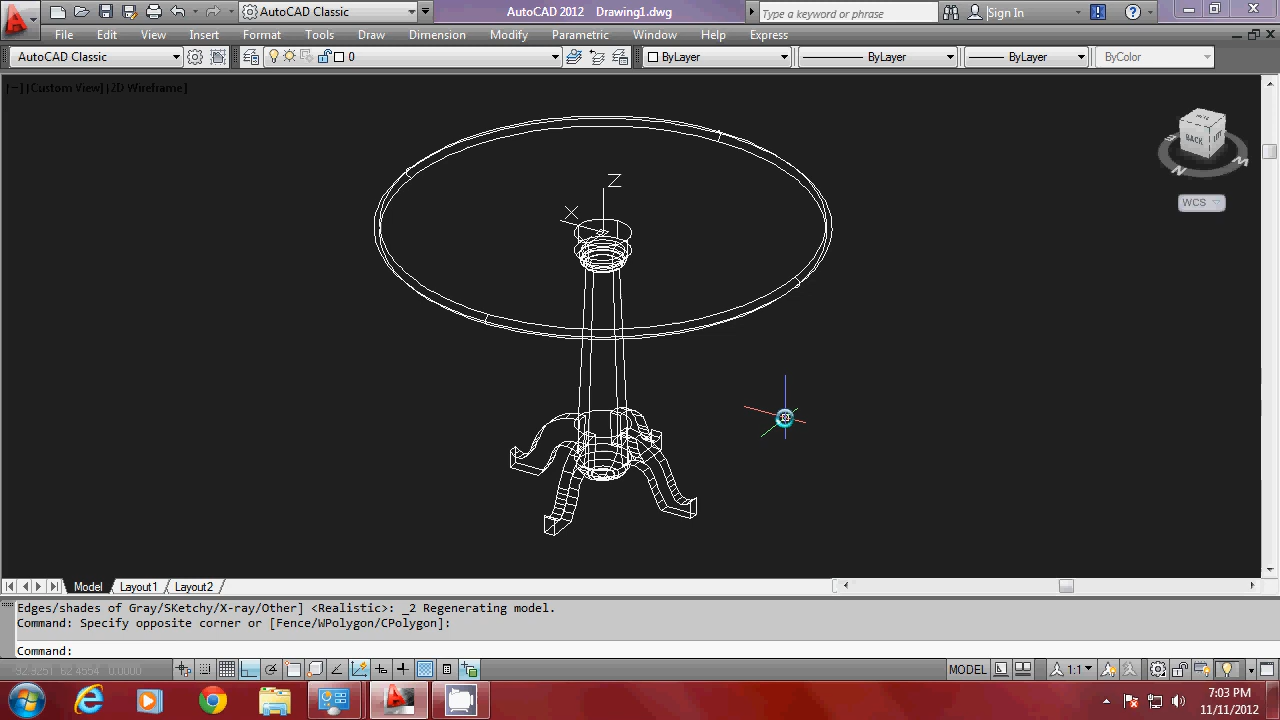 AutoCAD Classic
AutoCAD 2012 Drawing1.dwg
Type a keyword or phrase
Sign In
File Edit View Insert Format Tools Draw Dimension Modify Parametric Window Help Express
AutoCAD Classic
0
ByLayer
ByLayer
ByLayer
ByColor
[−][Custom View][2D Wireframe]
Z
X
BACK
N
M
WCS
Model Layout1 Layout2
Edges/shades of Gray/SKetchy/X-ray/Other] <Realistic>: _2 Regenerating model.
Command: Specify opposite corner or [Fence/WPolygon/CPolygon]:
Command:
MODEL
1:1
7:03 PM
11/11/2012